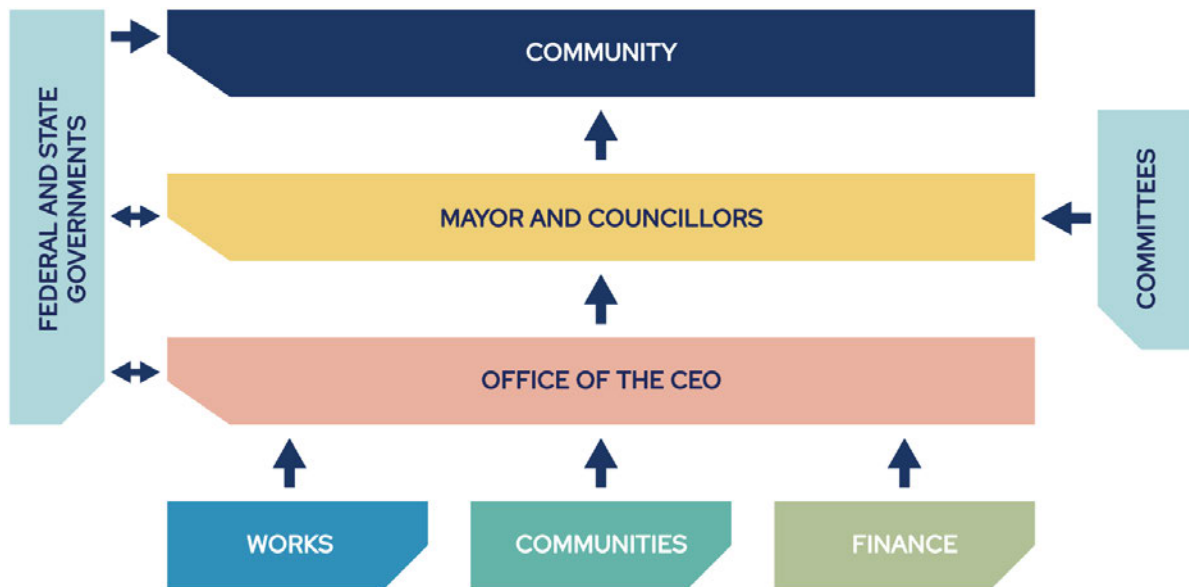 COMMUNITY
FEDERAL AND STATE
GOVERNMENTS
MAYOR AND COUNCILLORS
COMMITTEES
OFFICE OF THE CEO
WORKS
COMMUNITIES
FINANCE